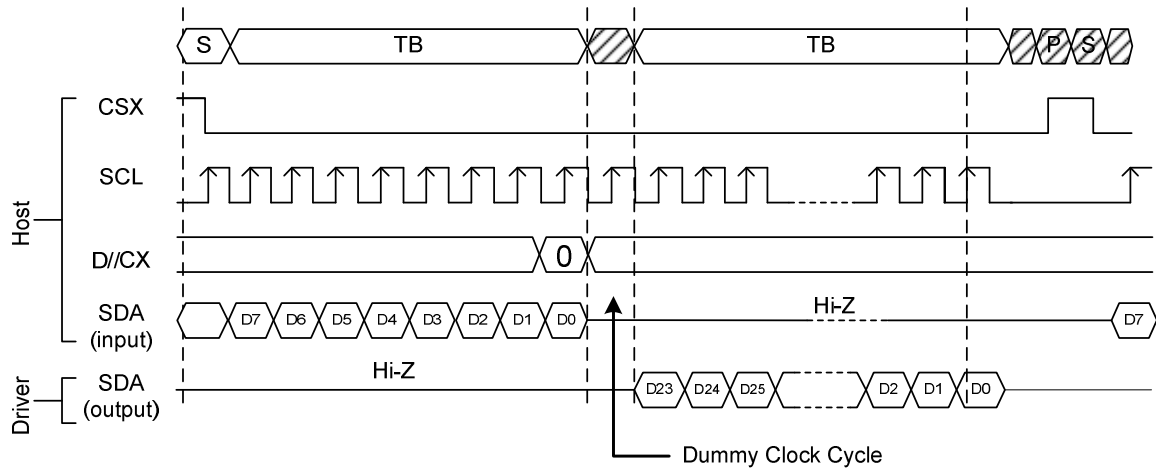 S TB TB P S
CSX
SCL
D//CX 0
SDA
(input) D7 D6 D5 D4 D3 D2 D1 D0 Hi-Z D7
SDA
(output) Hi-Z D23 D24 D25 D2 D1 D0
Host
Driver
Dummy Clock Cycle